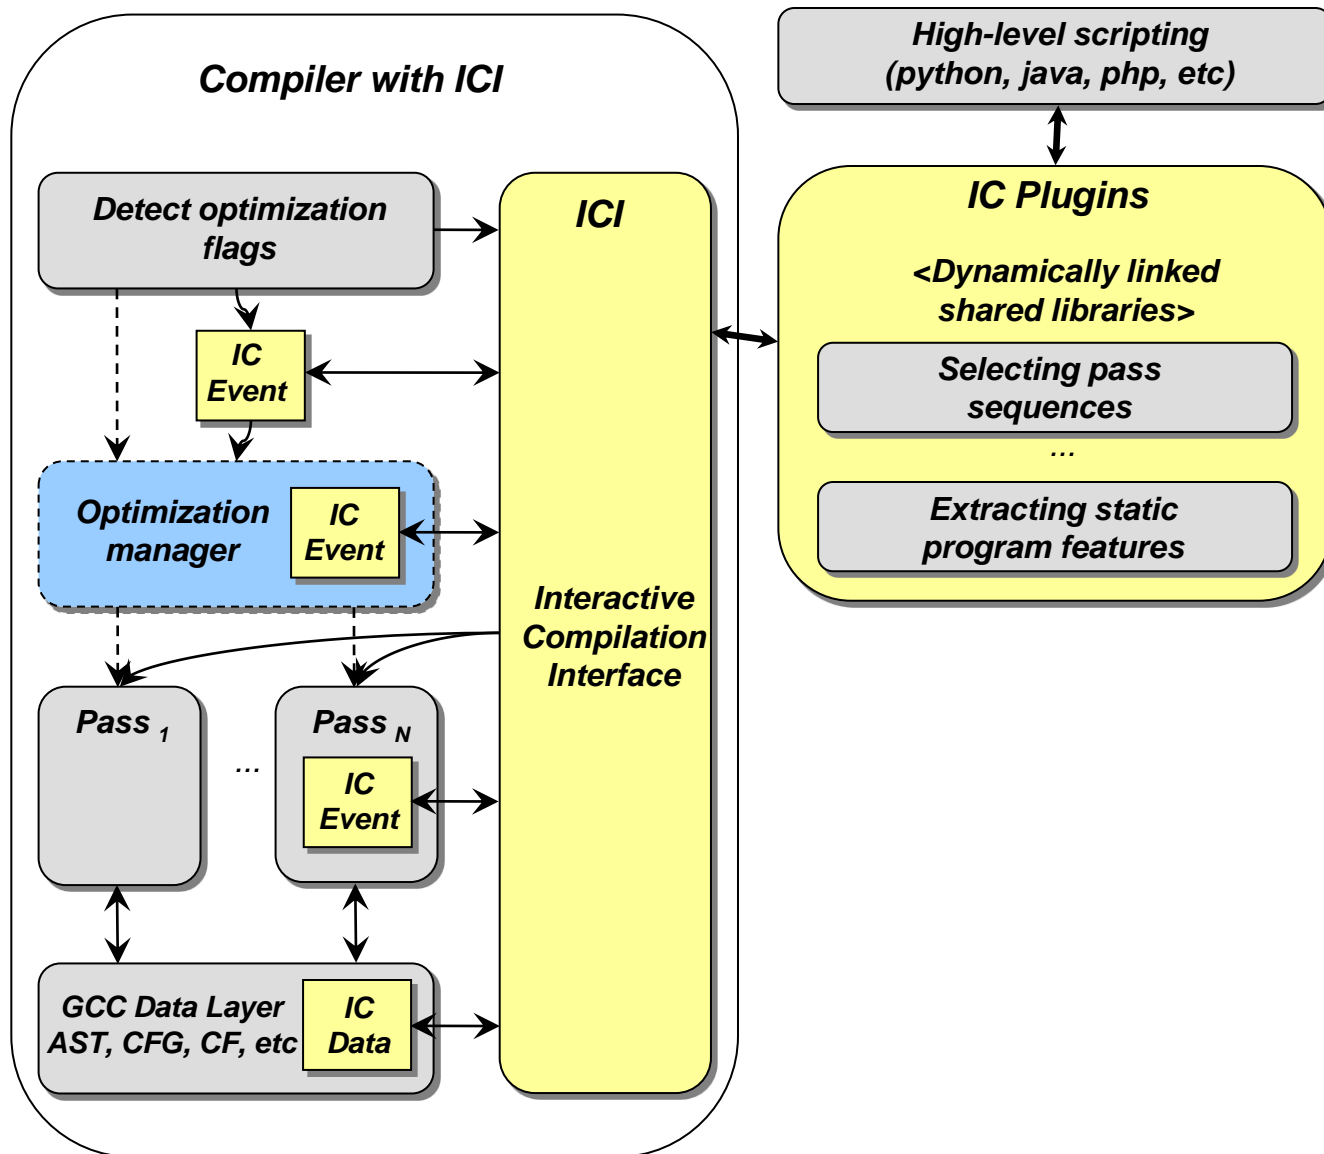 Compiler with ICI
Detect optimization
flags
IC
Event
Optimization
manager
IC
Event
Pass 1
...
Pass N
IC
Event
GCC Data Layer
AST, CFG, CF, etc
IC
Data
ICI
Interactive
Compilation
Interface
High-level scripting
(python, java, php, etc)
IC Plugins
<Dynamically linked
shared libraries>
Selecting pass
sequences
...
Extracting static
program features